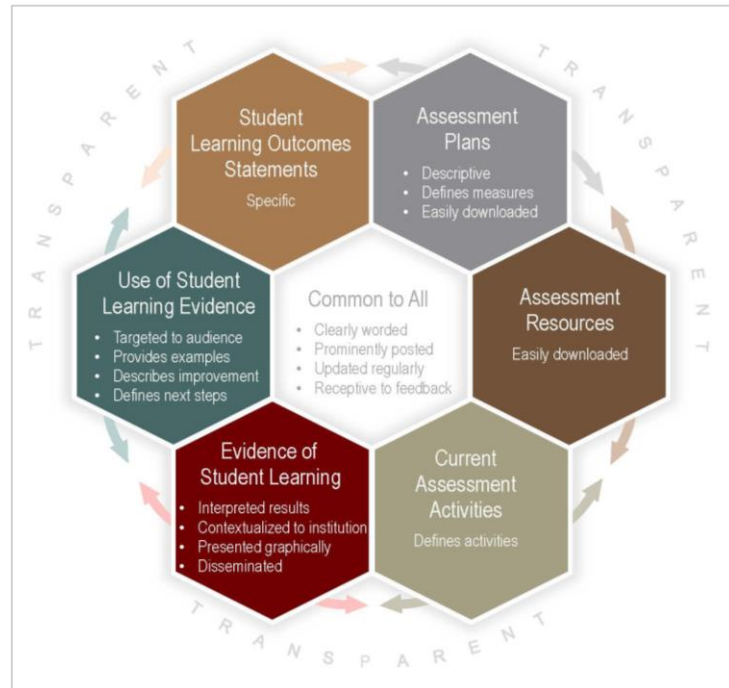 TRANSPARENT
TRANSPARENT
Student
Learning Outcomes
Statements
Specific
Assessment
Plans
• Descriptive
• Defines measures
• Easily downloaded
Use of Student
Learning Evidence
• Targeted to audience
• Provides examples
• Describes improvement
• Defines next steps
Common to All
• Clearly worded
• Prominently posted
• Updated regularly
• Receptive to feedback
Assessment
Resources
Easily downloaded
Evidence of
Student Learning
• Interpreted results
• Contextualized to institution
• Presented graphically
• Disseminated
Current
Assessment
Activities
Defines activities
TRANSPARENT